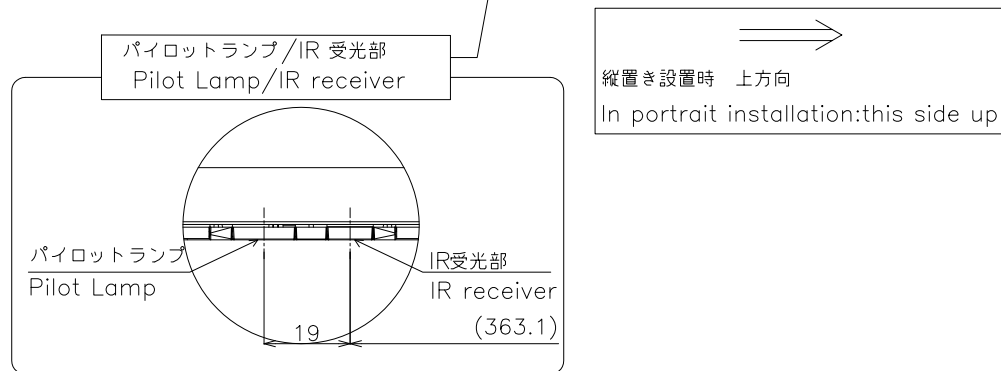 パイロットランプ/IR 受光部
Pilot Lamp/IR receiver
縦置き設置時　上方向
In portrait installation:this side up
パイロットランプ
Pilot Lamp
IR受光部
IR receiver
(363.1)
19